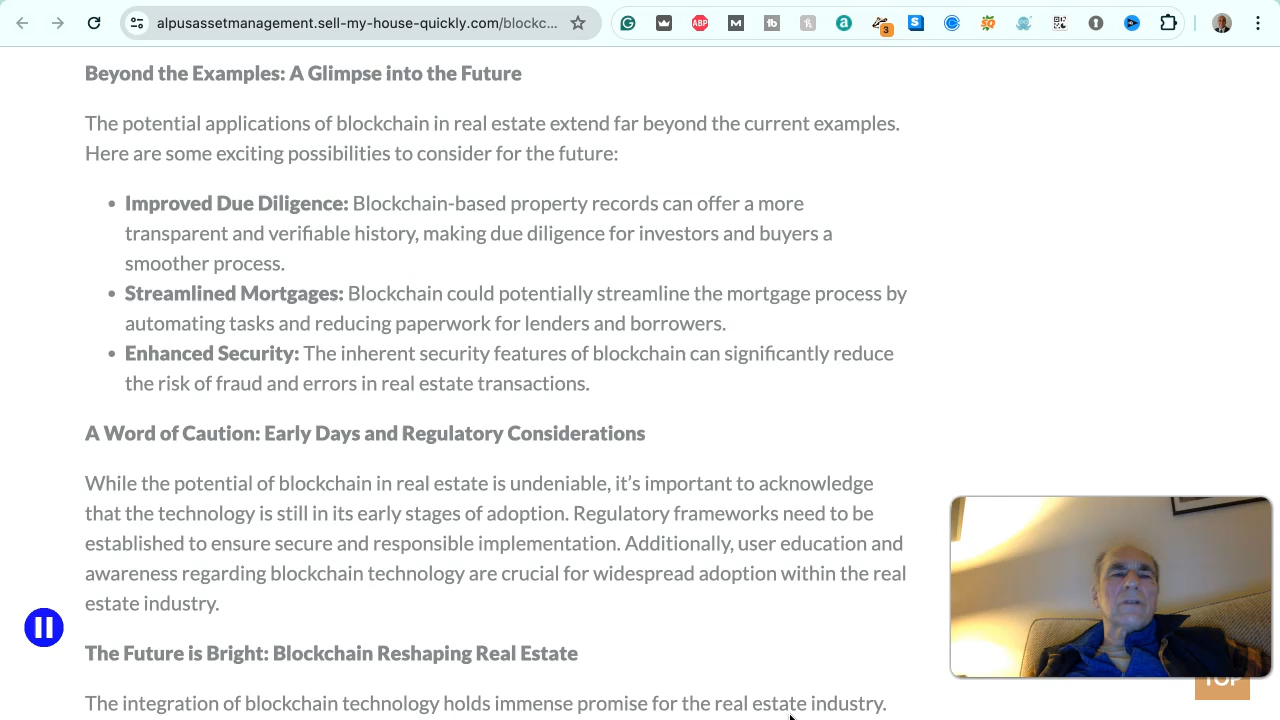 alpusassetmanagement.sell-my-house-quickly.com/blockc...
ABP
M
tb
h
a
3
S
SQ
Beyond the Examples: A Glimpse into the Future
The potential applications of blockchain in real estate extend far beyond the current examples.
Here are some exciting possibilities to consider for the future:
• Improved Due Diligence: Blockchain-based property records can offer a more
transparent and verifiable history, making due diligence for investors and buyers a
smoother process.
• Streamlined Mortgages: Blockchain could potentially streamline the mortgage process by
automating tasks and reducing paperwork for lenders and borrowers.
• Enhanced Security: The inherent security features of blockchain can significantly reduce
the risk of fraud and errors in real estate transactions.
A Word of Caution: Early Days and Regulatory Considerations
While the potential of blockchain in real estate is undeniable, it's important to acknowledge
that the technology is still in its early stages of adoption. Regulatory frameworks need to be
established to ensure secure and responsible implementation. Additionally, user education and
awareness regarding blockchain technology are crucial for widespread adoption within the real
estate industry.
The Future is Bright: Blockchain Reshaping Real Estate
TOP
The integration of blockchain technology holds immense promise for the real estate industry.